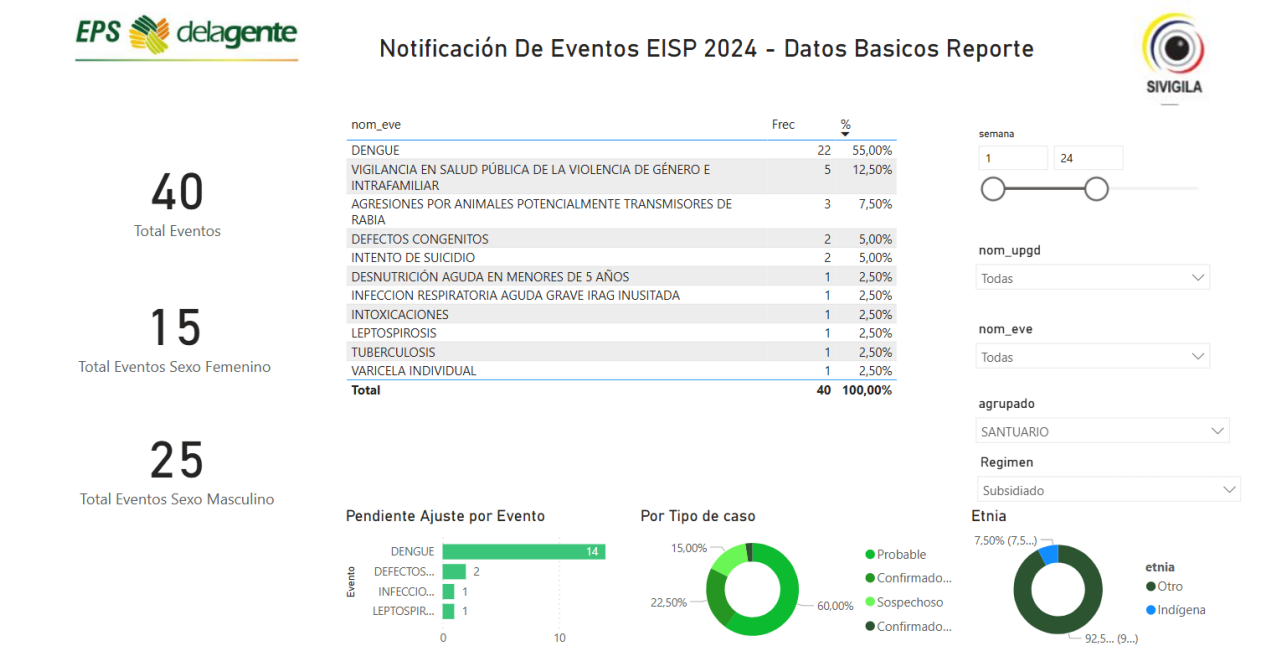 EPS delagente
Notificación De Eventos EISP 2024 - Datos Basicos Reporte
SIVIGILA
40
Total Eventos
15
Total Eventos Sexo Femenino
25
Total Eventos Sexo Masculino
nom_eve Frec %
DENGUE 22 55,00%
VIGILANCIA EN SALUD PÚBLICA DE LA VIOLENCIA DE GÉNERO E 5 12,50%
INTRAFAMILIAR
AGRESIONES POR ANIMALES POTENCIALMENTE TRANSMISORES DE 3 7,50%
RABIA
DEFECTOS CONGENITOS 2 5,00%
INTENTO DE SUICIDIO 2 5,00%
DESNUTRICIÓN AGUDA EN MENORES DE 5 AÑOS 1 2,50%
INFECCION RESPIRATORIA AGUDA GRAVE IRAG INUSITADA 1 2,50%
INTOXICACIONES 1 2,50%
LEPTOSPIROSIS 1 2,50%
TUBERCULOSIS 1 2,50%
VARICELA INDIVIDUAL 1 2,50%
Total 40 100,00%
semana
1 24
nom_upgd
Todas
nom_eve
Todas
agrupado
SANTUARIO
Regimen
Subsidiado
Pendiente Ajuste por Evento
Evento
DENGUE 14
DEFECTOS... 2
INFECCIO... 1
LEPTOSPIR... 1
0 10
Por Tipo de caso
15,00%
22,50%
60,00%
Probable
Confirmado...
Sospechoso
Confirmado...
Etnia
7,50% (7,5...)
92,5... (9...)
etnia
Otro
Indígena